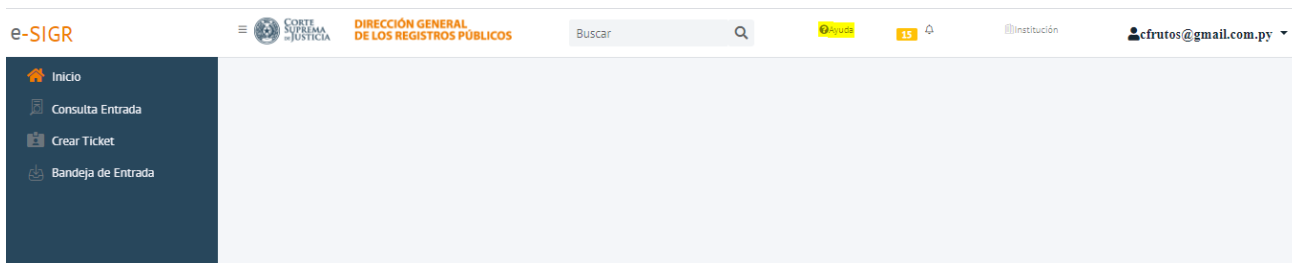 e-SIGR
CORTE
SUPREMA
DE JUSTICIA
DIRECCIÓN GENERAL
DE LOS REGISTROS PÚBLICOS
Buscar
Ayuda
15
Institución
cfrutos@gmail.com.py
Inicio
Consulta Entrada
Crear Ticket
Bandeja de Entrada